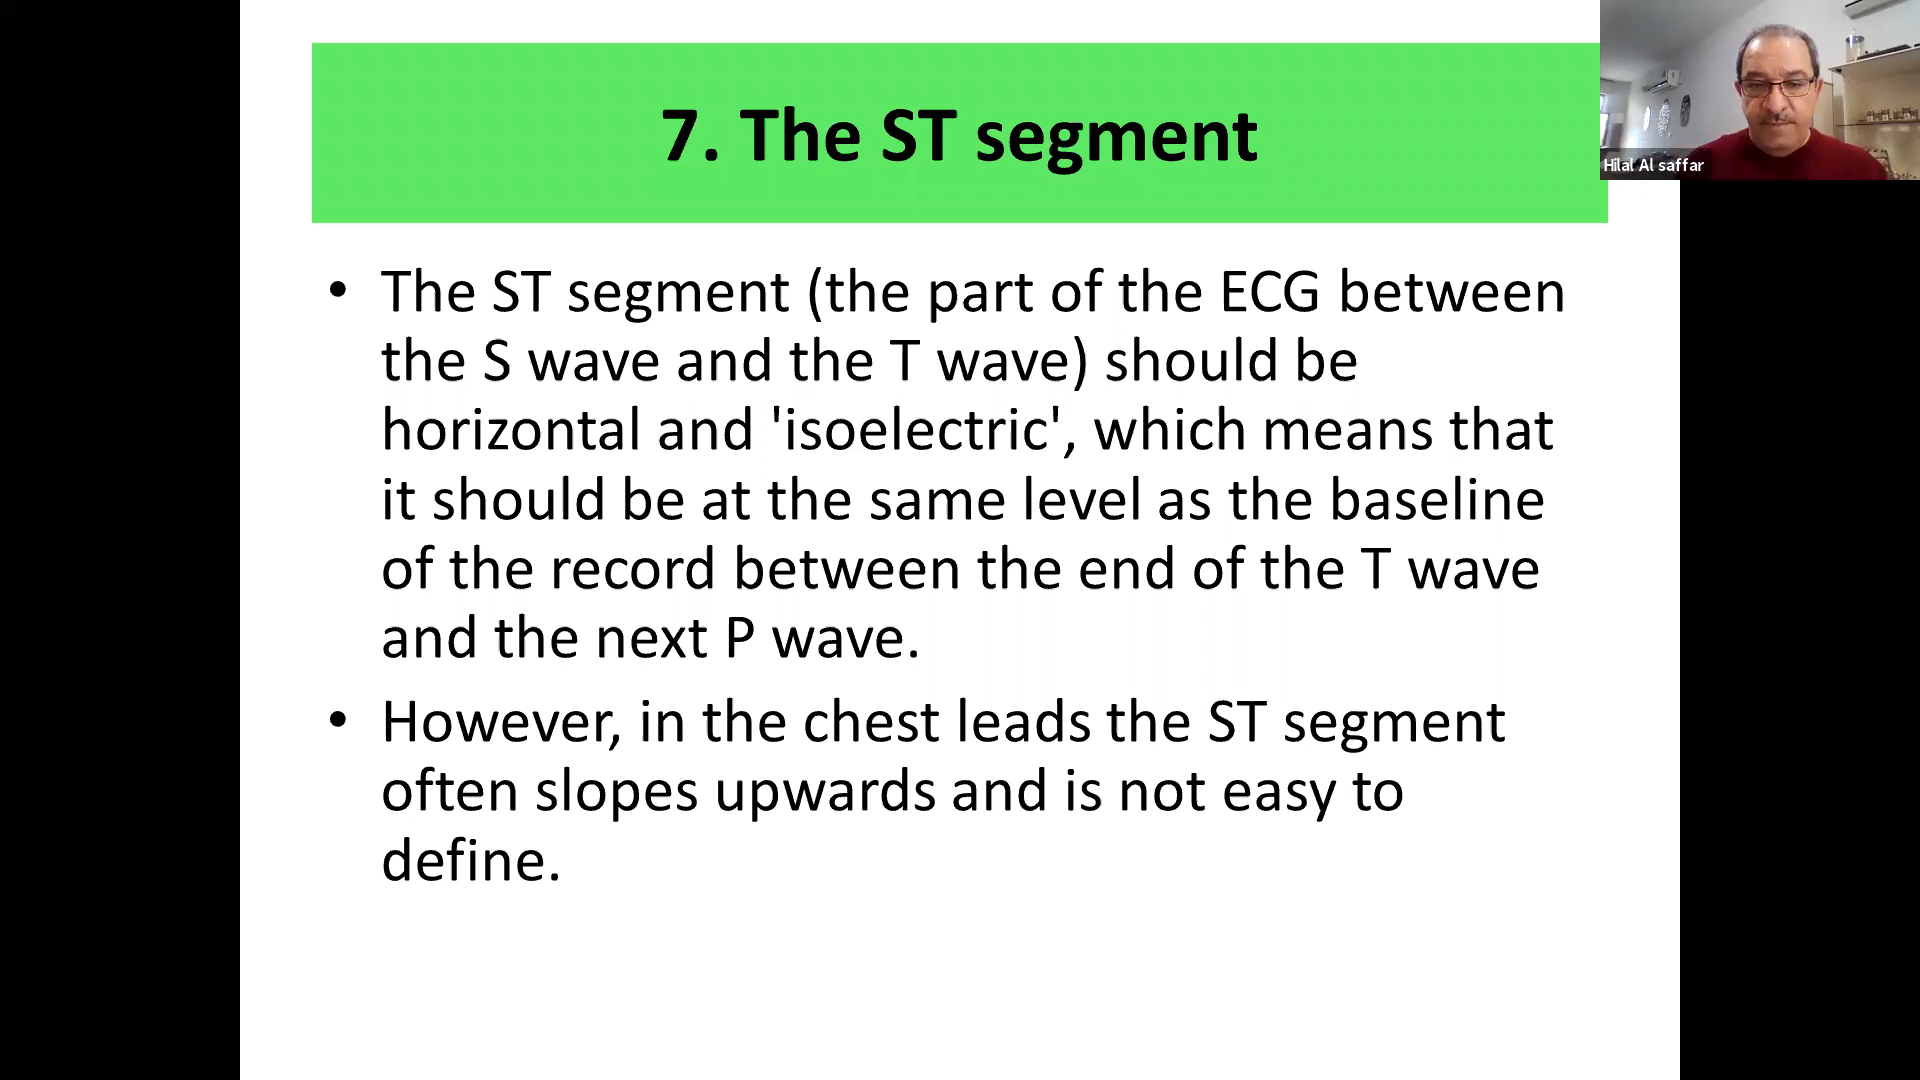 7. The ST segment
Hilal Al saffar
• The ST segment (the part of the ECG between
the S wave and the T wave) should be
horizontal and 'isoelectric', which means that
it should be at the same level as the baseline
of the record between the end of the T wave
and the next P wave.
• However, in the chest leads the ST segment
often slopes upwards and is not easy to
define.